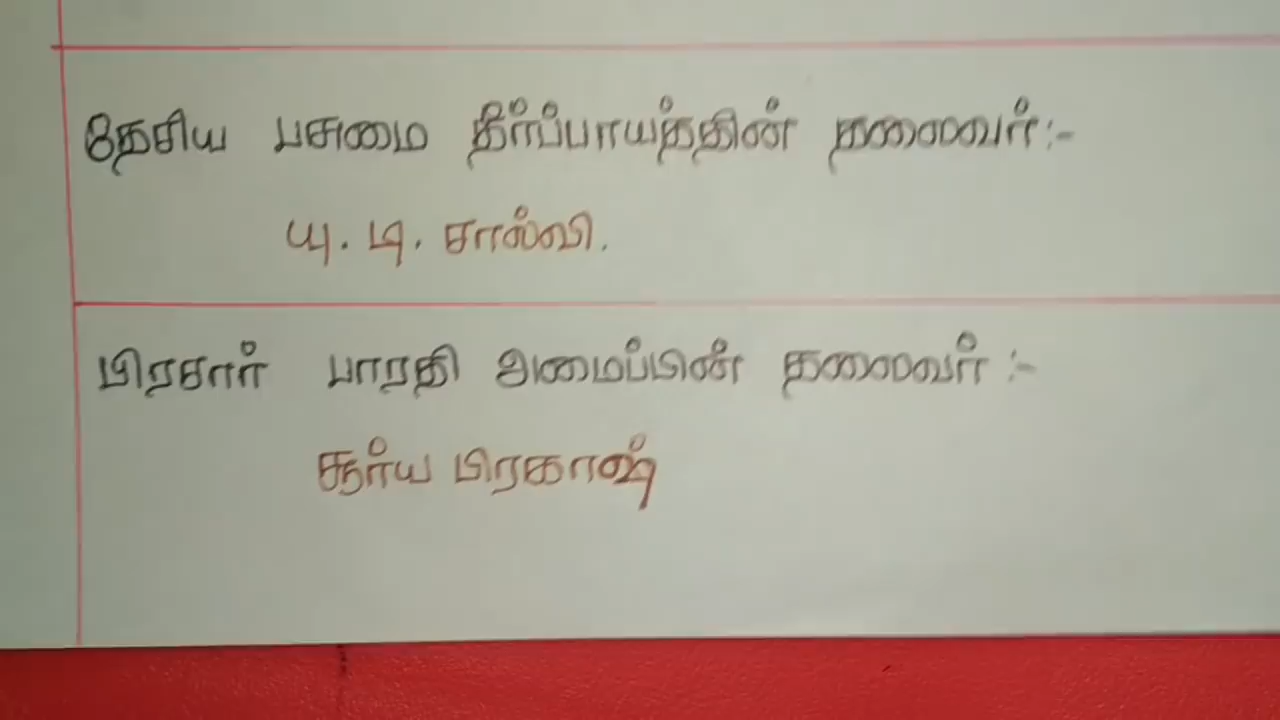 தேசிய பசுமை தீர்ப்பாயத்தின் தலைவர்:-
யு. டி. சால்வி.
பிரசார் பாரதி அமைப்பின் தலைவர் :-
சூர்ய பிரகாஷ்